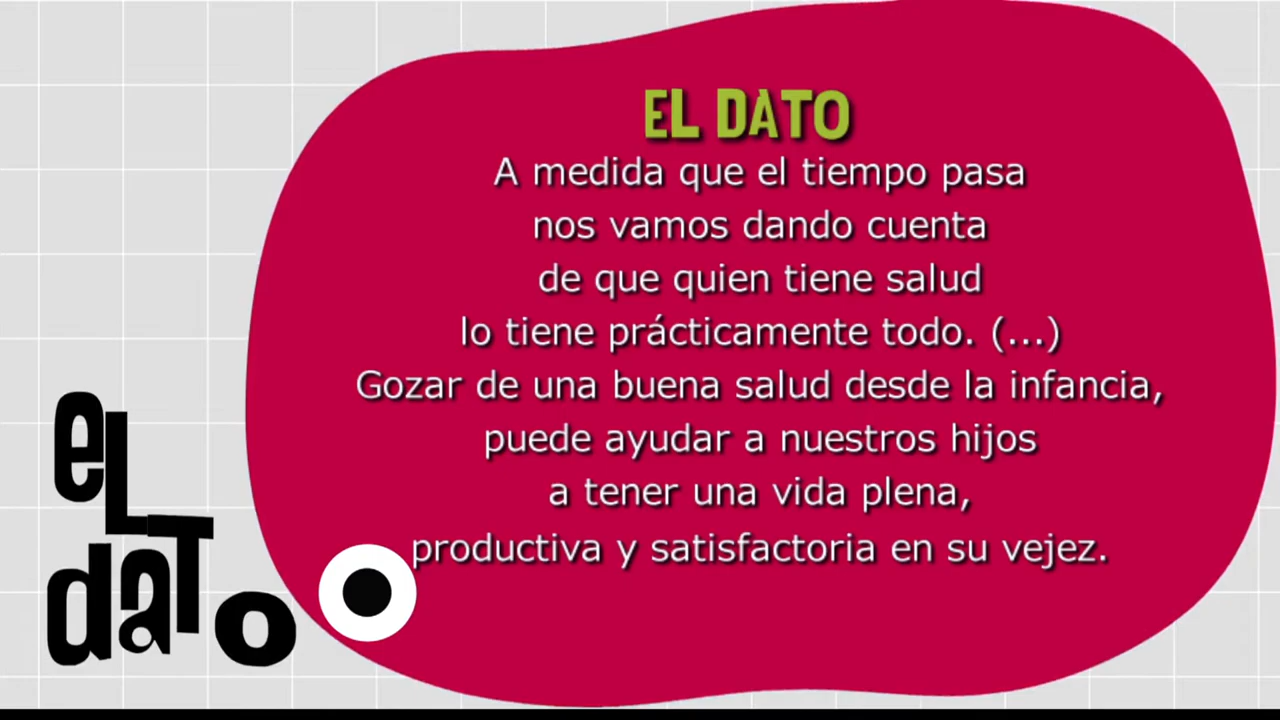 EL DATO
A medida que el tiempo pasa
nos vamos dando cuenta
de que quien tiene salud
lo tiene prácticamente todo. (...)
Gozar de una buena salud desde la infancia,
puede ayudar a nuestros hijos
a tener una vida plena,
productiva y satisfactoria en su vejez.
eL
daTo